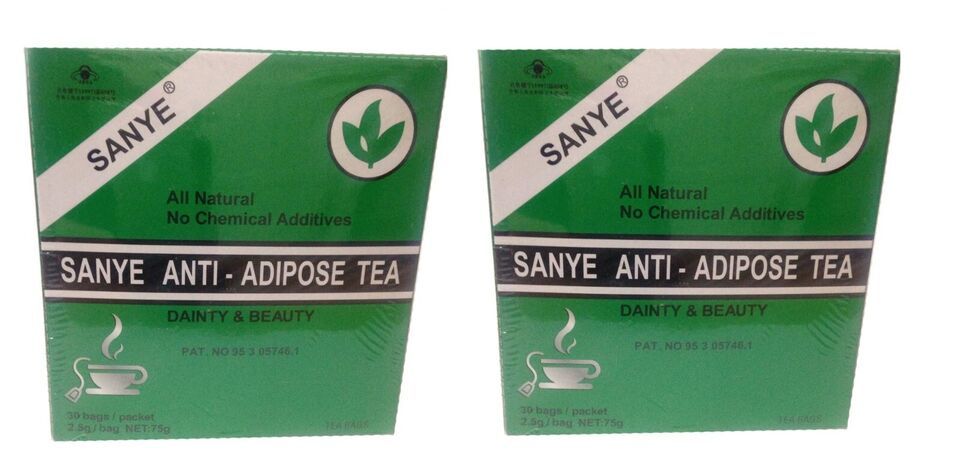 SANYE®
All Natural
No Chemical Additives
SANYE ANTI - ADIPOSE TEA
DAINTY & BEAUTY
PAT. NO 95 3 05746.1
30 bags / packet
2.5g / bag NET:75g
TEA BAGS
SANYE®
All Natural
No Chemical Additives
SANYE ANTI - ADIPOSE TEA
DAINTY & BEAUTY
PAT. NO 95 3 05746.1
30 bags / packet
2.5g / bag NET:75g
TEA BAGS